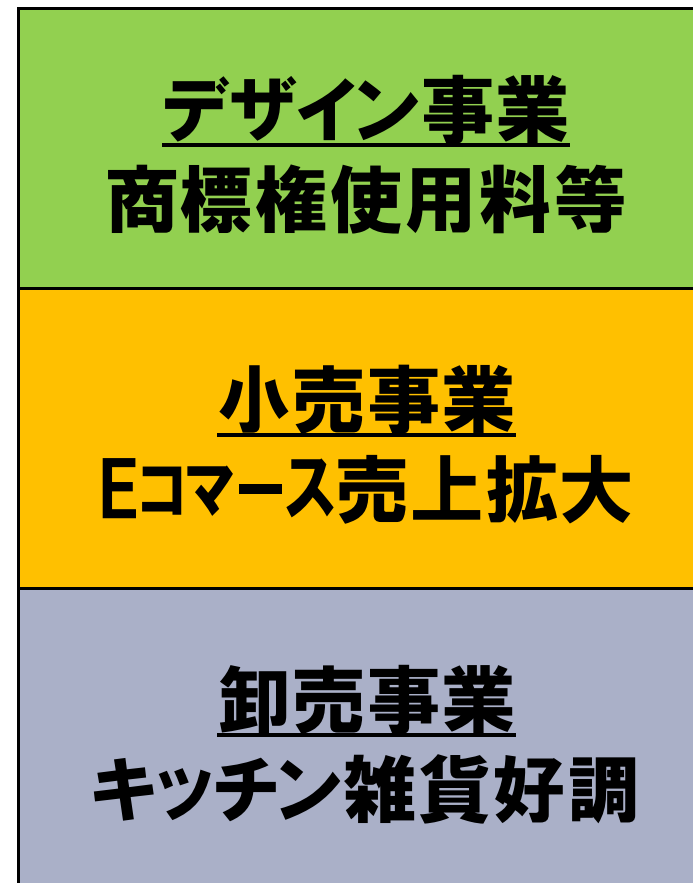 デザイン事業
商標権使用料等
小売事業
Eコマース売上拡大
卸売事業
キッチン雑貨好調